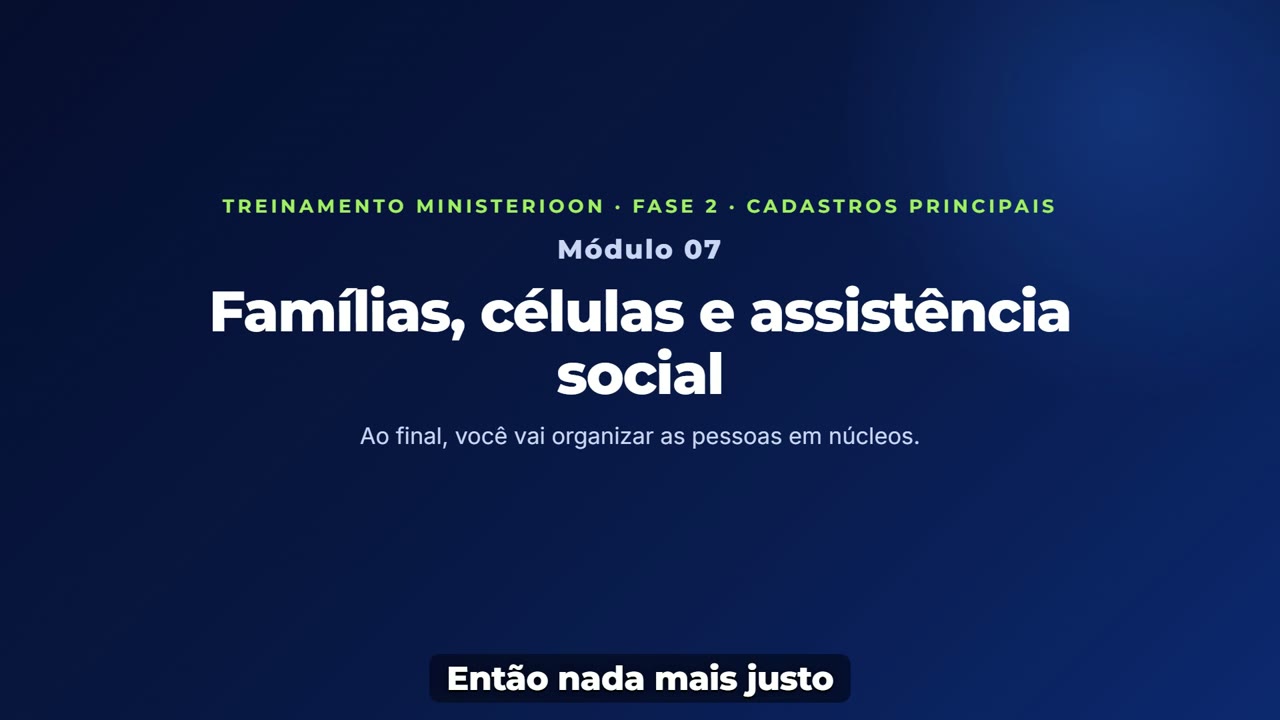 TREINAMENTO MINISTERIOON · FASE 2 · CADASTROS PRINCIPAIS
Módulo 07
Famílias, células e assistência
social
Ao final, você vai organizar as pessoas em núcleos.
Então nada mais justo